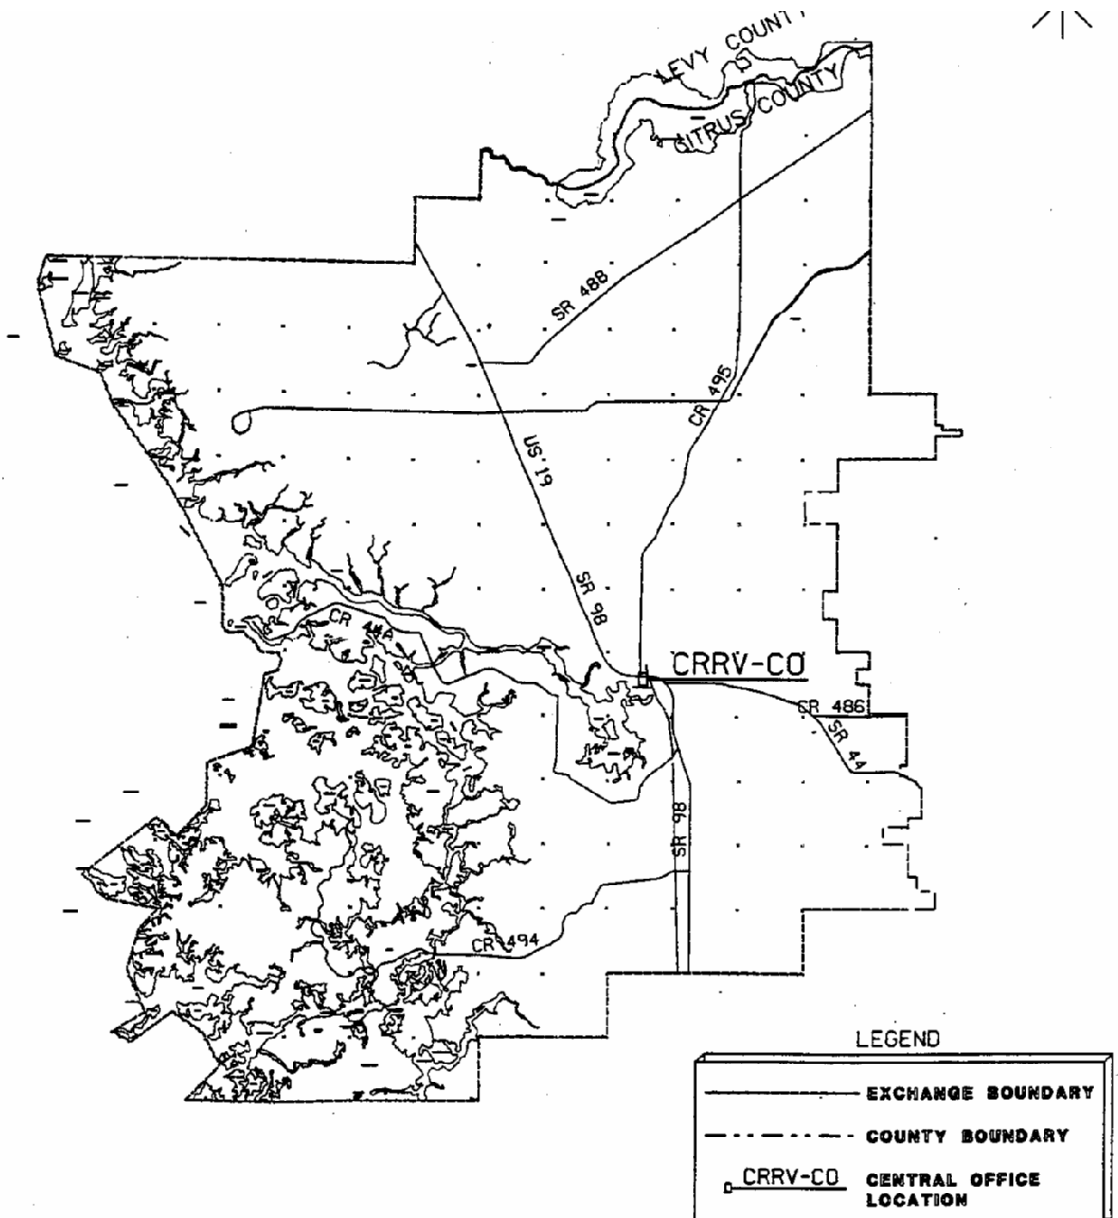 LEVY COUNTY
CITRUS COUNTY
SR 488
CR 495
US 19
SR 98
CR 44A
CRRV-CO
CR 486
SR 44
SR 98
CR 494
LEGEND
EXCHANGE BOUNDARY
COUNTY BOUNDARY
CRRV-CO CENTRAL OFFICE
LOCATION